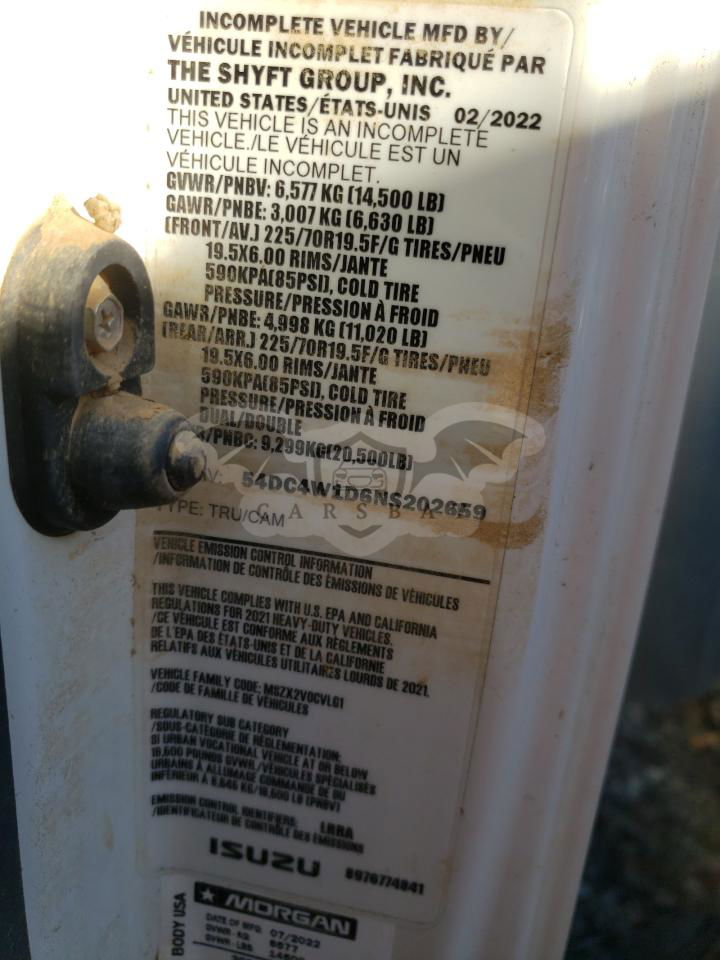 INCOMPLETE VEHICLE MFD BY/
VÉHICULE INCOMPLET FABRIQUÉ PAR
THE SHYFT GROUP, INC.
UNITED STATES/ÉTATS-UNIS 02/2022
THIS VEHICLE IS AN INCOMPLETE
VEHICLE./LE VÉHICULE EST UN
VÉHICULE INCOMPLET.
GVWR/PNBV: 6,577 KG (14,500 LB)
GAWR/PNBE: 3,007 KG (6,630 LB)
(FRONT/AV.) 225/70R19.5F/G TIRES/PNEU
19.5X6.00 RIMS/JANTE
590KPA(85PSI), COLD TIRE
PRESSURE/PRESSION À FROID
GAWR/PNBE: 4,998 KG (11,020 LB)
(REAR/ARR.) 225/70R19.5F/G TIRES/PNEU
19.5X6.00 RIMS/JANTE
590KPA(85PSI), COLD TIRE
PRESSURE/PRESSION À FROID
DUAL/DOUBLE
/PNBC: 9,299KG(20,500LB)
54DC4W1D6NS202659
CARSBA
TYPE: TRU/CAM
VEHICLE EMISSION CONTROL INFORMATION
/INFORMATION DE CONTRÔLE DES ÉMISSIONS DE VÉHICULES
THIS VEHICLE COMPLIES WITH U.S. EPA AND CALIFORNIA
REGULATIONS FOR 2021 HEAVY-DUTY VEHICLES.
/CE VÉHICULE EST CONFORME AUX RÈGLEMENTS
DE L'EPA DES ÉTATS-UNIS ET DE LA CALIFORNIE
RELATIFS AUX VÉHICULES UTILITAIRES LOURDS DE 2021.
VEHICLE FAMILY CODE: MSZX2VOCVLG1
/CODE DE FAMILLE DE VÉHICULES
REGULATORY SUB CATEGORY
/SOUS-CATÉGORIE DE RÉGLEMENTATION:
SI URBAN VOCATIONAL VEHICLE AT OR BELOW
19,500 POUNDS GVWR/VÉHICULES SPÉCIALISÉS
URBAINS À ALLUMAGE COMMANDÉ DE OU
INFÉRIEUR À
EMISSION CONTROL IDENTIFIERS:
/IDENTIFICATEUR DE CONTRÔLE DES ÉMISSIONS
ISUZU 8976774841
MORGAN
BODY USA
DATE OF MFG: 07/2022
GVWR - KG: 6577
GVWR - LBS: